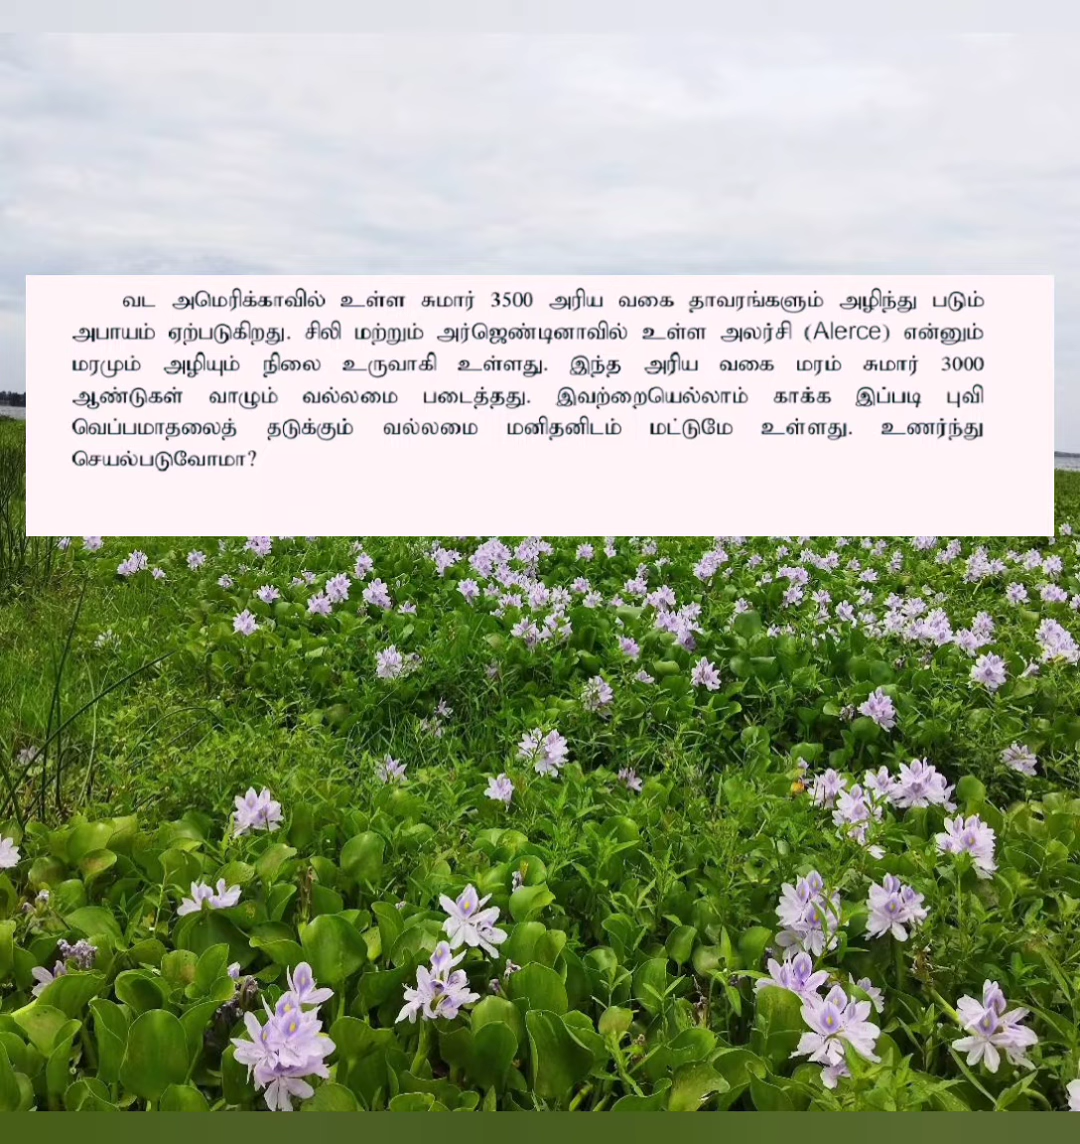 வட அமெரிக்காவில் உள்ள சுமார் 3500 அரிய வகை தாவரங்களும் அழிந்து படும்
அபாயம் ஏற்படுகிறது. சிலி மற்றும் அர்ஜெண்டினாவில் உள்ள அலர்சி (Alerce) என்னும்
மரமும் அழியும் நிலை உருவாகி உள்ளது. இந்த அரிய வகை மரம் சுமார் 3000
ஆண்டுகள் வாழும் வல்லமை படைத்தது. இவற்றையெல்லாம் காக்க இப்படி புவி
வெப்பமாதலைத் தடுக்கும் வல்லமை மனிதனிடம் மட்டுமே உள்ளது. உணர்ந்து
செயல்படுவோமா?